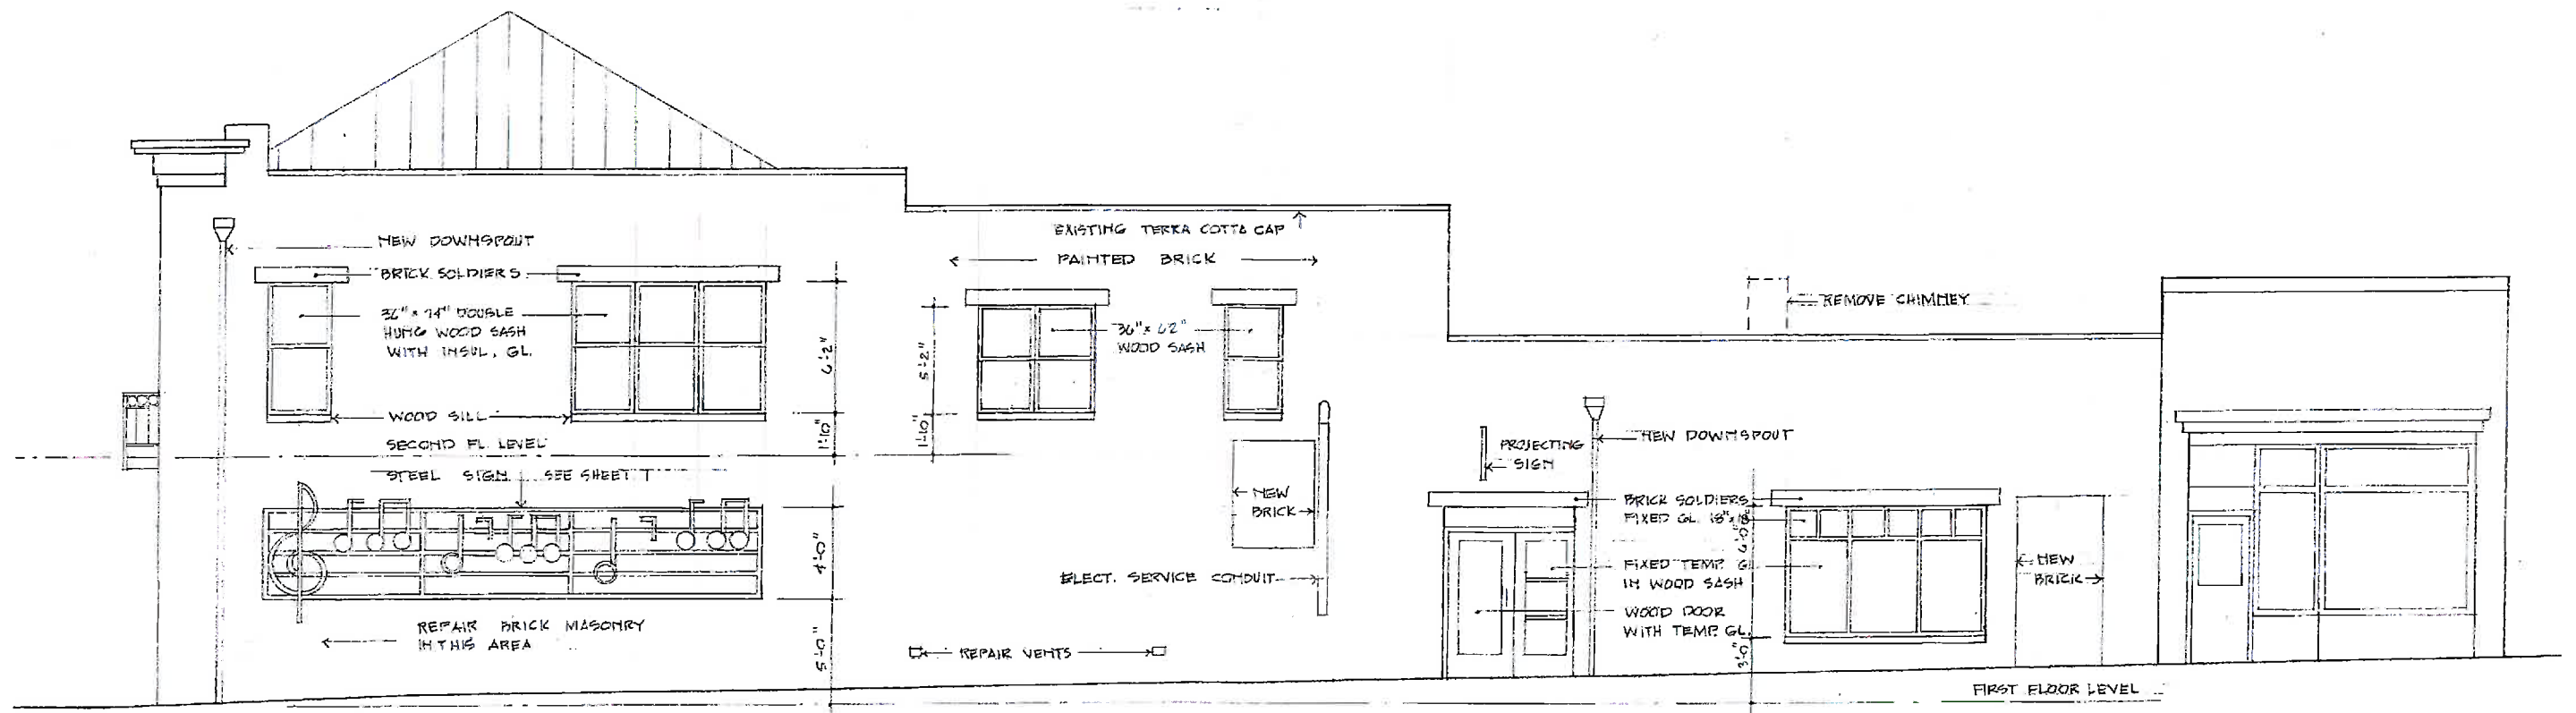 NEW DOWNSPOUT
BRICK SOLDIERS
36" x 74" DOUBLE
HUNG WOOD SASH
WITH INSUL. GL.
WOOD SILL
SECOND FL. LEVEL
STEEL SIGN SEE SHEET 7
6'-2"
1'-10"
4'-0"
5'-0"
REPAIR BRICK MASONRY
IN THIS AREA
EXISTING TERRA COTTA CAP
PAINTED BRICK
36" x 62"
WOOD SASH
5'-2"
1'-10"
NEW
BRICK
ELECT. SERVICE CONDUIT
REPAIR VENTS
REMOVE CHIMNEY
PROJECTING
SIGN
NEW DOWNSPOUT
BRICK SOLDIERS
FIXED GL. 18" x 18"
6'-0"
FIXED TEMP. GL
IN WOOD SASH
WOOD DOOR
WITH TEMP. GL.
3'-0"
NEW
BRICK
FIRST FLOOR LEVEL